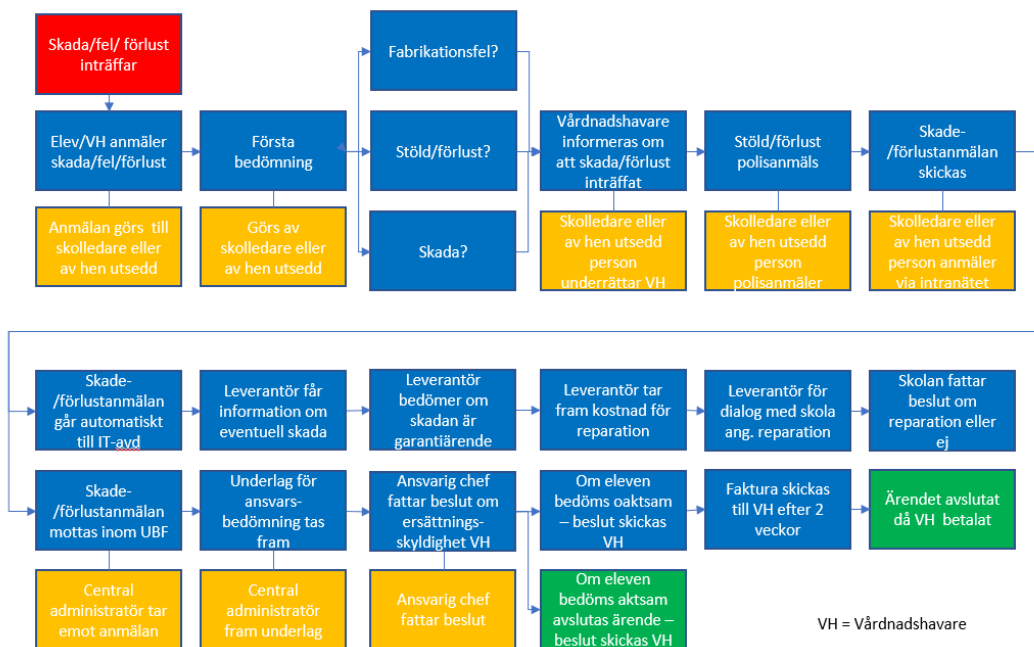 Skada/fel/ förlust
inträffar
Fabrikationsfel?
Elev/VH anmäler
skada/fel/förlust
Första
bedömning
Stöld/förlust?
Vårdnadshavare
informeras om
att skada/förlust
inträffat
Stöld/förlust
polisanmäls
Skade-
/förlustanmälan
skickas
Anmälan görs till
skolledare eller
av hen utsedd
Görs av
skolledare eller
av hen utsedd
Skada?
Skolledare eller
av hen utsedd
person
underrättar VH
Skolledare eller
av hen utsedd
person
polisanmäler
Skolledare eller
av hen utsedd
person anmäler
via intranätet
Skade-
/förlustanmälan
går automatiskt
till IT-avd
Leverantör får
information om
eventuell skada
Leverantör
bedömer om
skadan är
garantiärende
Leverantör tar
fram kostnad för
reparation
Leverantör för
dialog med skola
ang. reparation
Skolan fattar
beslut om
reparation eller
ej
Skade-
/förlustanmälan
mottas inom UBF
Underlag för
ansvars-
bedömning tas
fram
Ansvarig chef
fattar beslut om
ersättnings-
skyldighet VH
Om eleven
bedöms oaktsam
– beslut skickas
VH
Faktura skickas
till VH efter 2
veckor
Ärendet avslutat
då VH betalat
Central
administratör tar
emot anmälan
Central
administratör
fram underlag
Ansvarig chef
fattar beslut
Om eleven
bedöms aktsam
avslutas ärende –
beslut skickas VH
VH = Vårdnadshavare